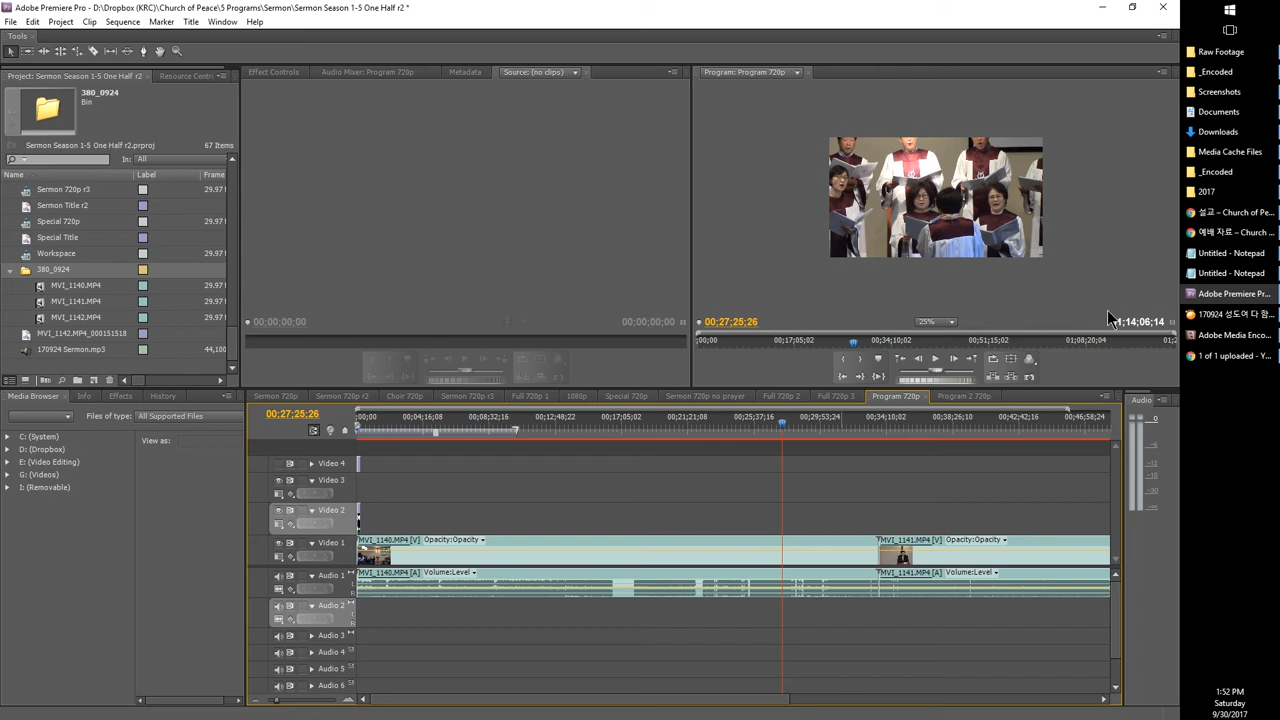 Adobe Premiere Pro - D:\Dropbox (KRC)\Church of Peace\5 Programs\Sermon\Sermon Season 1-5 One Half r2 *
File Edit Project Clip Sequence Marker Title Window Help
Tools
Project: Sermon Season 1-5 One Half r2
Resource Centr
Effect Controls
Audio Mixer: Program 720p
Metadata
Source: (no clips)
Program: Program 720p
380_0924
Bin
Sermon Season 1-5 One Half r2.prproj
67 Items
In: All
Name Label Frame
Sermon 720p r3 29.97 f
Sermon Title r2 29.97 f
Special 720p 29.97 f
Special Title 29.97 f
Workspace 29.97 f
380_0924
MVI_1140.MP4 29.97 f
MVI_1141.MP4 29.97 f
MVI_1142.MP4 29.97 f
MVI_1142.MP4_000151518 29.97 f
170924 Sermon.mp3 44,100
00;00;00;00
00;00;00;00
00;27;25;26
25%
1;14;06;14
;00;00 00;17;05;02 00;34;10;02 00;51;15;02 01;08;20;04 01;2
Media Browser Info Effects History
Files of type: All Supported Files
View as:
C: (System)
D: (Dropbox)
E: (Video Editing)
G: (Videos)
I: (Removable)
Sermon 720p Sermon 720p r2 Choir 720p Sermon 720p r3 Full 720p 1 1080p Special 720p Sermon 720p no prayer Full 720p 2 Full 720p 3 Program 720p Program 2 720p
00;27;25;26
;00;00 00;04;16;08 00;08;32;16 00;12;48;22 00;17;05;02 00;21;21;08 00;25;37;16 00;29;53;24 00;34;10;02 00;38;26;10 00;42;42;16 00;46;58;24
Video 4
Video 3
Video 2
Video 1
MVI_1140.MP4 [V] Opacity:Opacity
MVI_1141.MP4 [V] Opacity:Opacity
Audio 1
MVI_1140.MP4 [A] Volume:Level
MVI_1141.MP4 [A] Volume:Level
Audio 2
Audio 3
Audio 4
Audio 5
Audio 6
Audio
0
-6
-12
-18
-30
Raw Footage
_Encoded
Screenshots
Documents
Downloads
Media Cache Files
_Encoded
2017
설교 – Church of Pe...
예배 자료 – Church ...
Untitled - Notepad
Untitled - Notepad
Adobe Premiere Pr...
170924 성도여 다 함...
Adobe Media Enco...
1 of 1 uploaded - Y...
1:52 PM
Saturday
9/30/2017